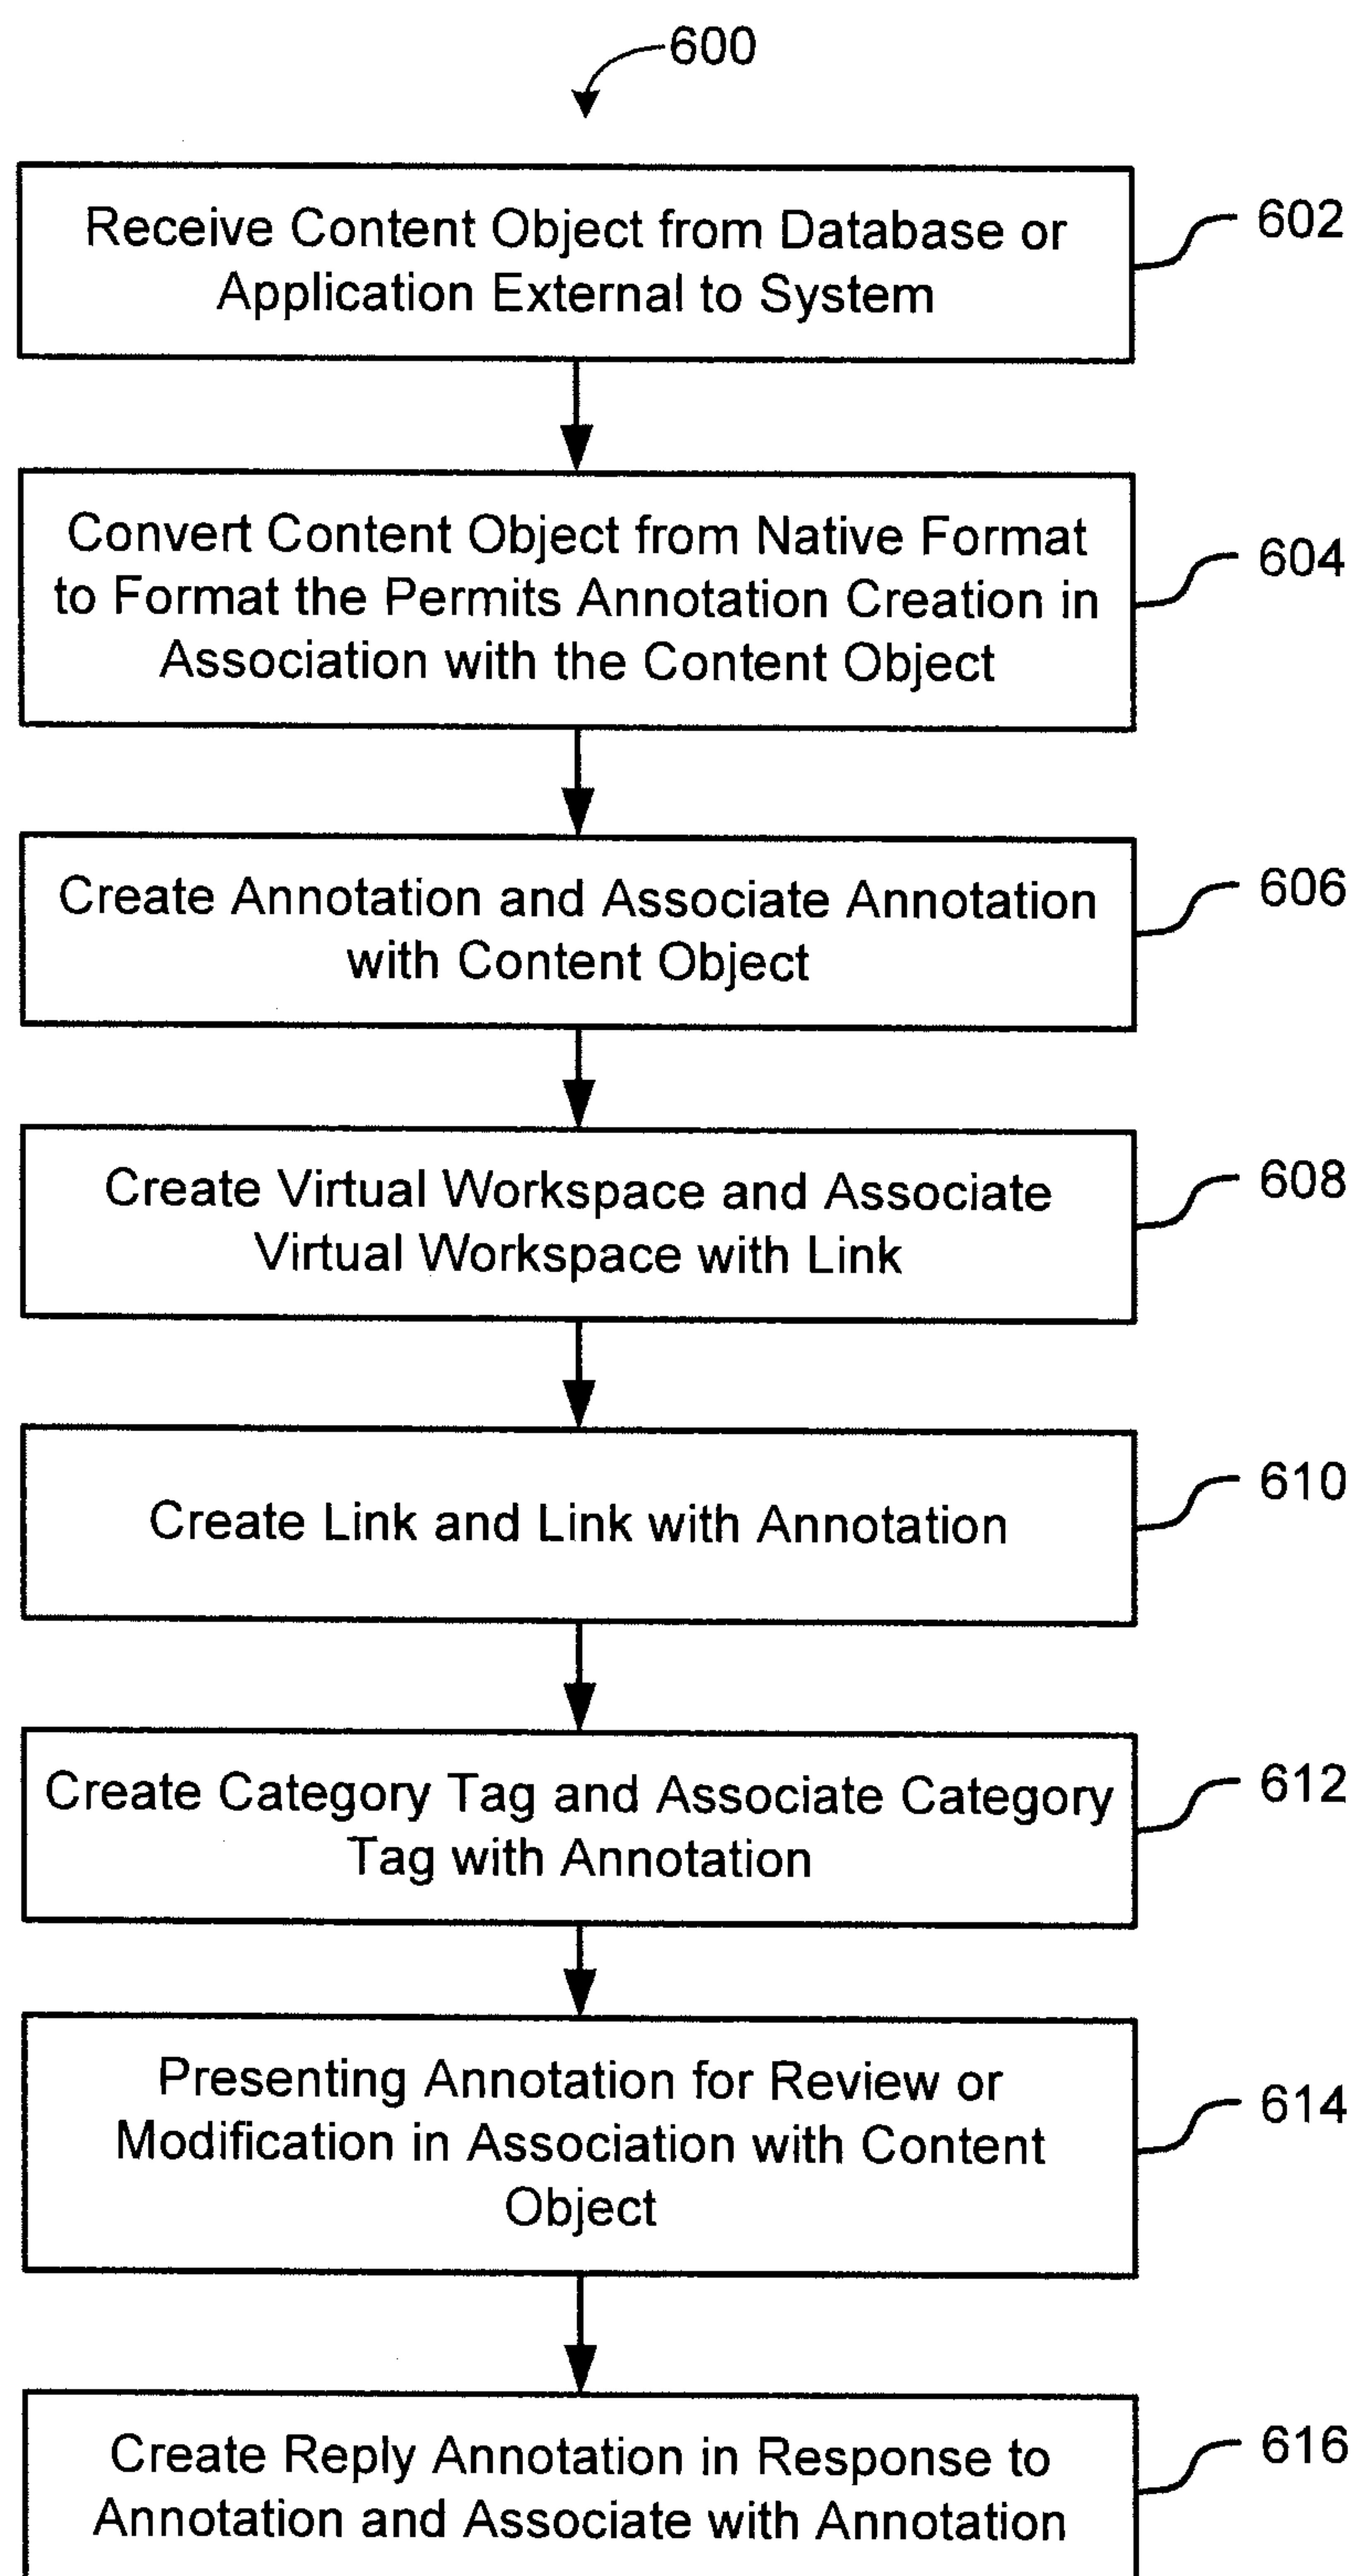 600
Receive Content Object from Database or
Application External to System
602
Convert Content Object from Native Format
to Format the Permits Annotation Creation in
Association with the Content Object
604
Create Annotation and Associate Annotation
with Content Object
606
Create Virtual Workspace and Associate
Virtual Workspace with Link
608
Create Link and Link with Annotation
610
Create Category Tag and Associate Category
Tag with Annotation
612
Presenting Annotation for Review or
Modification in Association with Content
Object
614
Create Reply Annotation in Response to
Annotation and Associate with Annotation
616